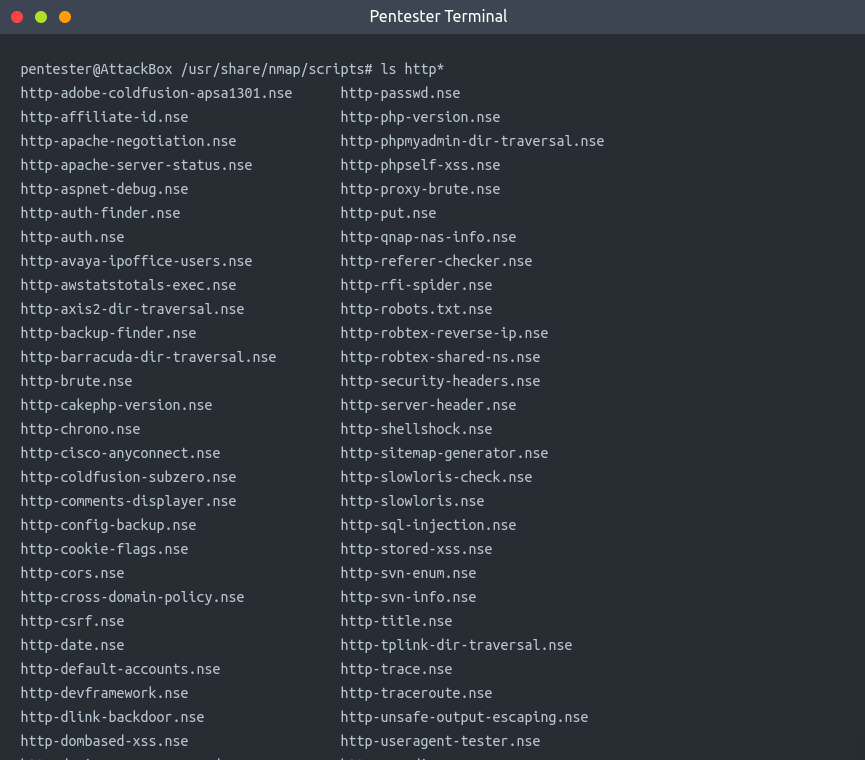 Pentester Terminal
pentester@AttackBox /usr/share/nmap/scripts# ls http*
http-adobe-coldfusion-apsa1301.nse http-passwd.nse
http-affiliate-id.nse http-php-version.nse
http-apache-negotiation.nse http-phpmyadmin-dir-traversal.nse
http-apache-server-status.nse http-phpself-xss.nse
http-aspnet-debug.nse http-proxy-brute.nse
http-auth-finder.nse http-put.nse
http-auth.nse http-qnap-nas-info.nse
http-avaya-ipoffice-users.nse http-referer-checker.nse
http-awstatstotals-exec.nse http-rfi-spider.nse
http-axis2-dir-traversal.nse http-robots.txt.nse
http-backup-finder.nse http-robtex-reverse-ip.nse
http-barracuda-dir-traversal.nse http-robtex-shared-ns.nse
http-brute.nse http-security-headers.nse
http-cakephp-version.nse http-server-header.nse
http-chrono.nse http-shellshock.nse
http-cisco-anyconnect.nse http-sitemap-generator.nse
http-coldfusion-subzero.nse http-slowloris-check.nse
http-comments-displayer.nse http-slowloris.nse
http-config-backup.nse http-sql-injection.nse
http-cookie-flags.nse http-stored-xss.nse
http-cors.nse http-svn-enum.nse
http-cross-domain-policy.nse http-svn-info.nse
http-csrf.nse http-title.nse
http-date.nse http-tplink-dir-traversal.nse
http-default-accounts.nse http-trace.nse
http-devframework.nse http-traceroute.nse
http-dlink-backdoor.nse http-unsafe-output-escaping.nse
http-dombased-xss.nse http-useragent-tester.nse